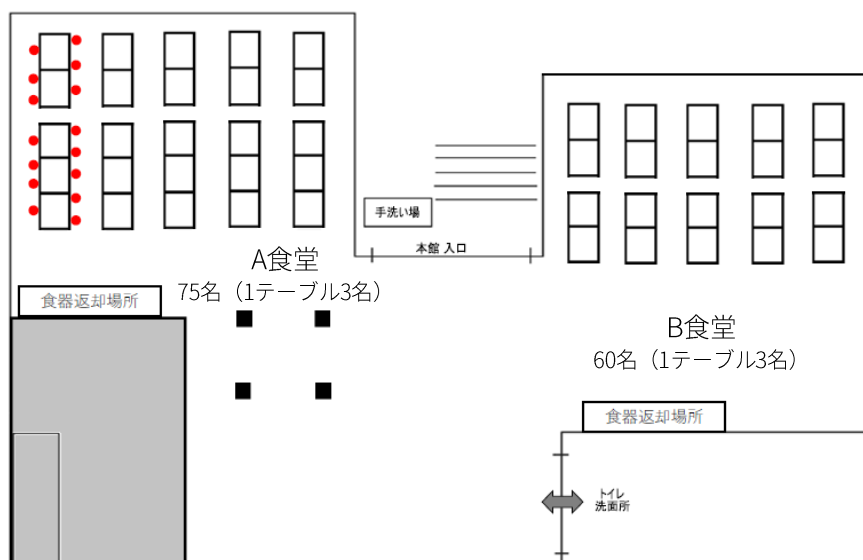 手洗い場
本館 入口
A食堂
75名（1テーブル3名）
食器返却場所
B食堂
60名（1テーブル3名）
食器返却場所
トイレ
洗面所